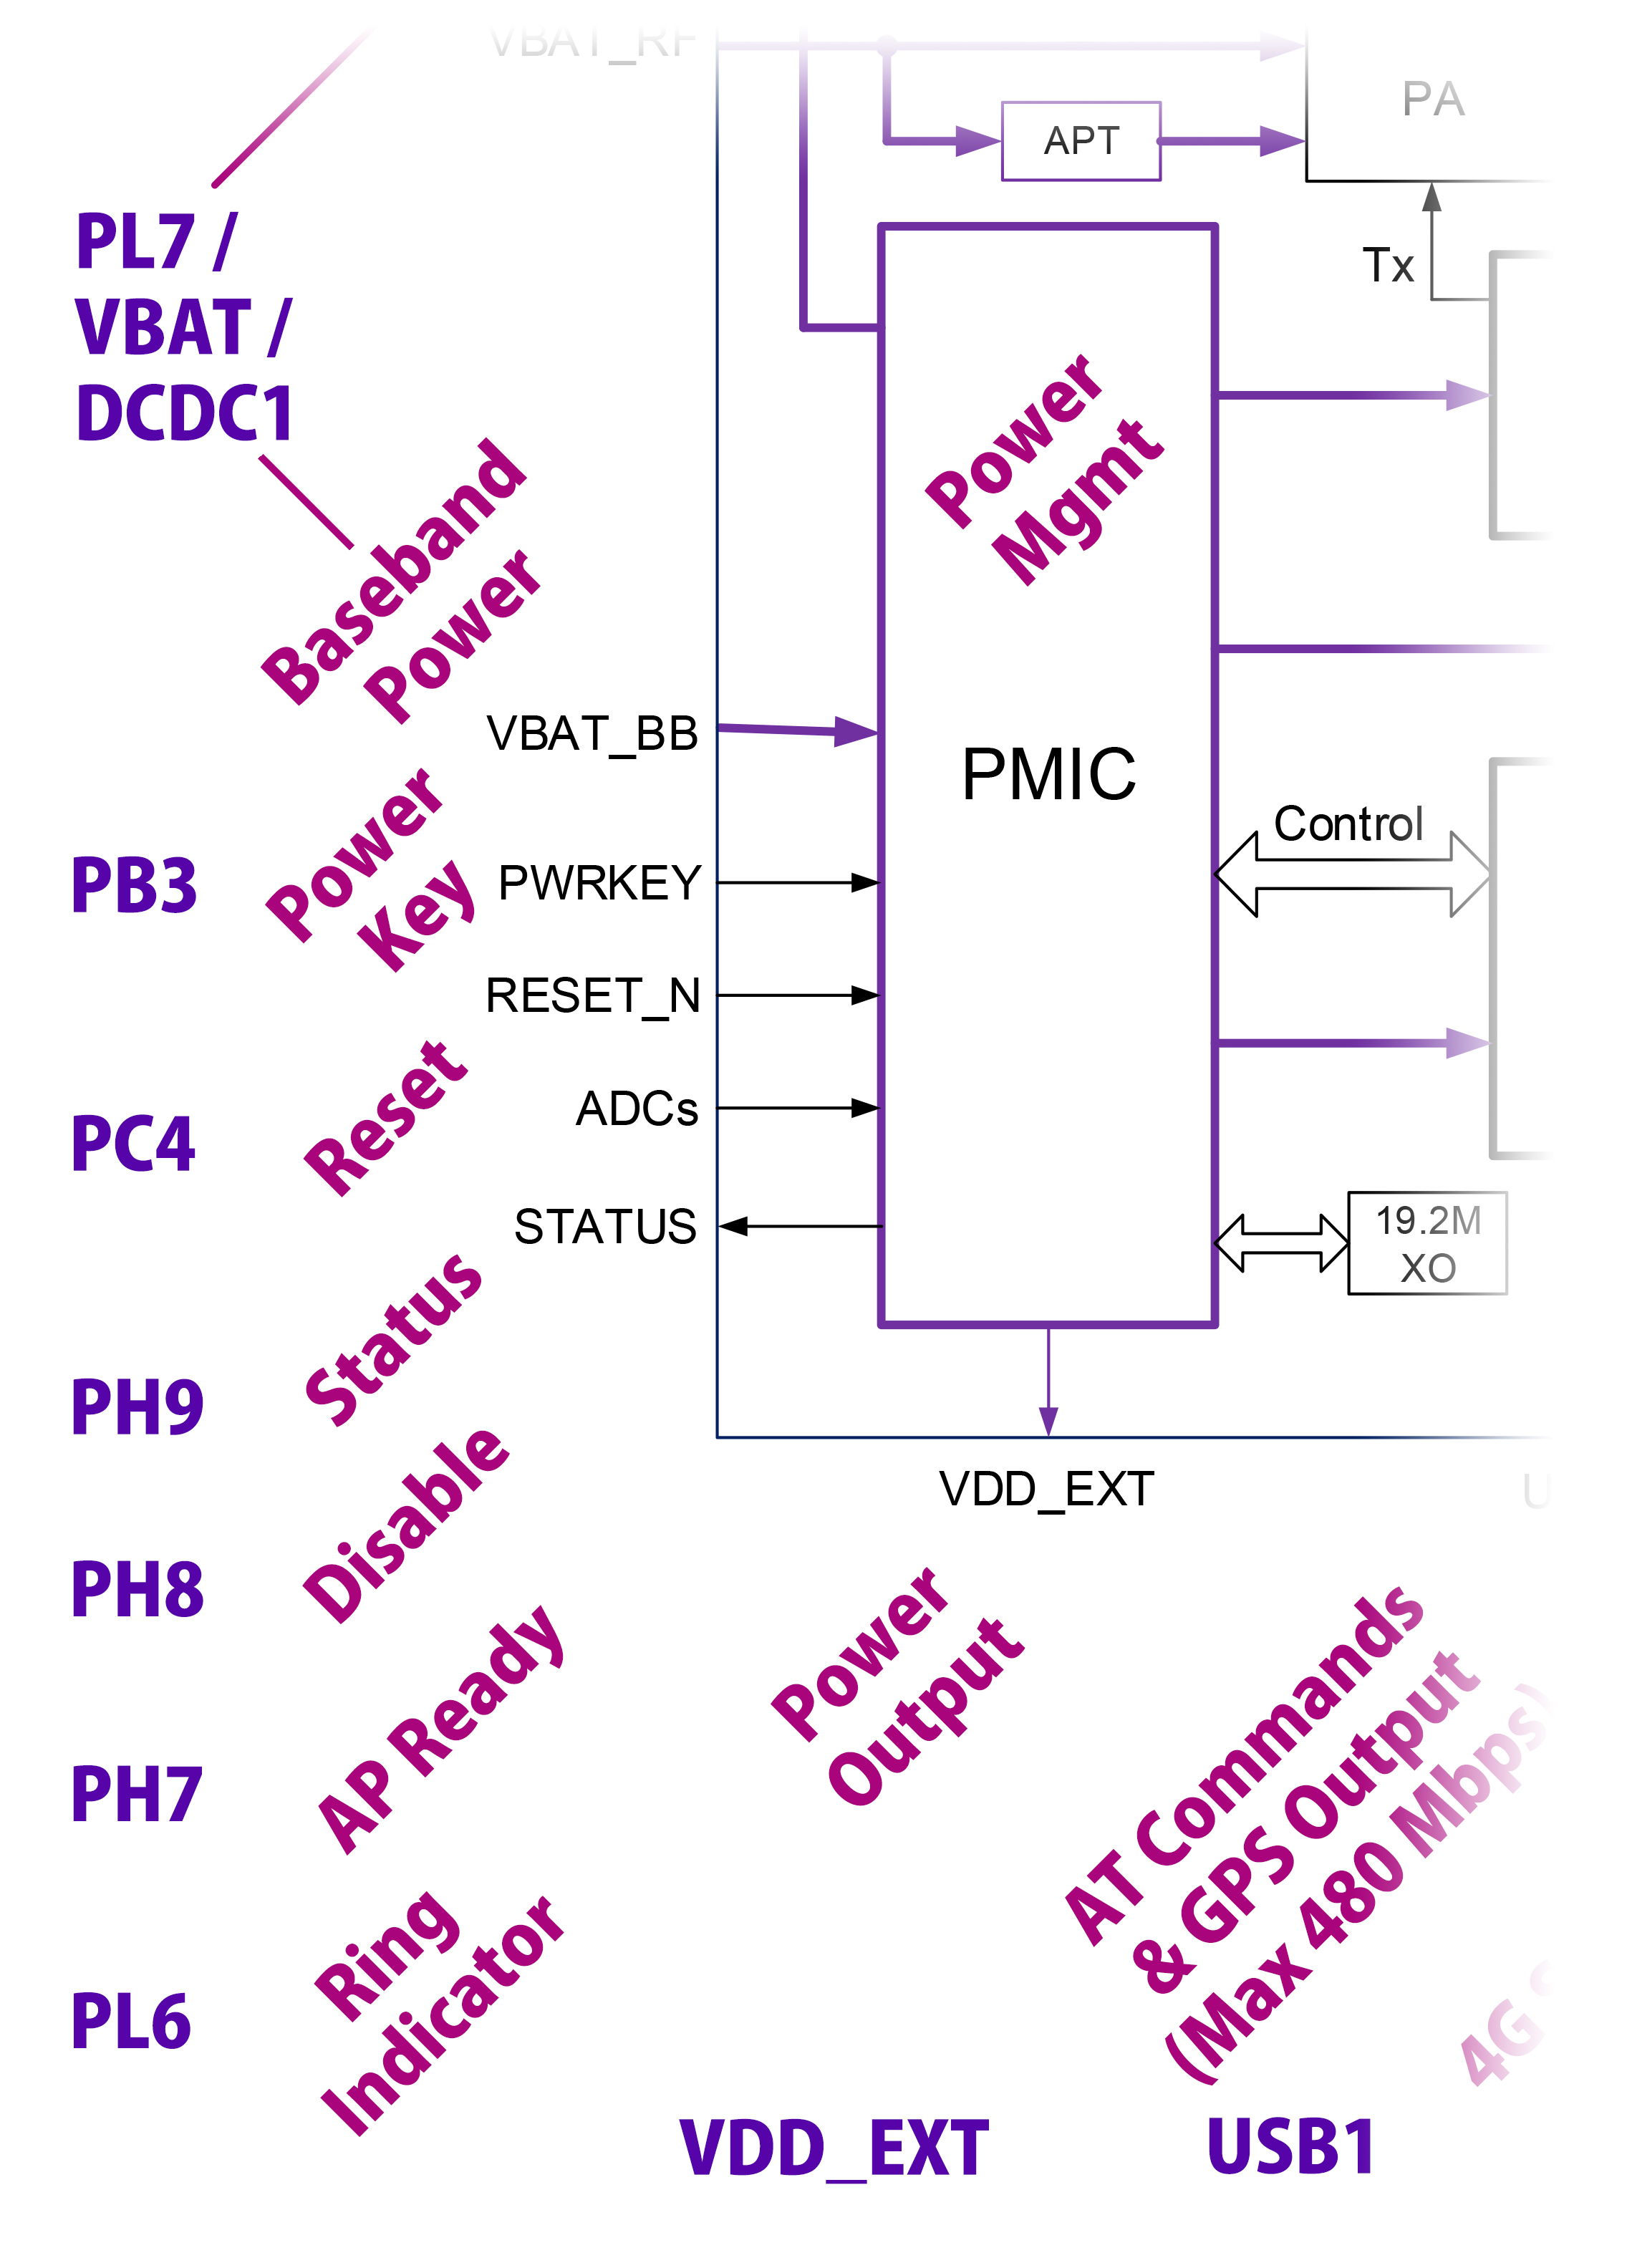 VBAT_RF
PA
APT
Tx
PL7 /
VBAT /
DCDC1
Power
Mgmt
Baseband
Power
VBAT_BB
PMIC
Control
PB3
Power
Key
PWRKEY
RESET_N
PC4
Reset
ADCs
STATUS
19.2M
XO
PH9
Status
VDD_EXT
U
PH8
Disable
PH7
AP Ready
Power
Output
AT Commands
& GPS Output
(Max 480 Mbps)
PL6
Ring
Indicator
4G
VDD_EXT
USB1